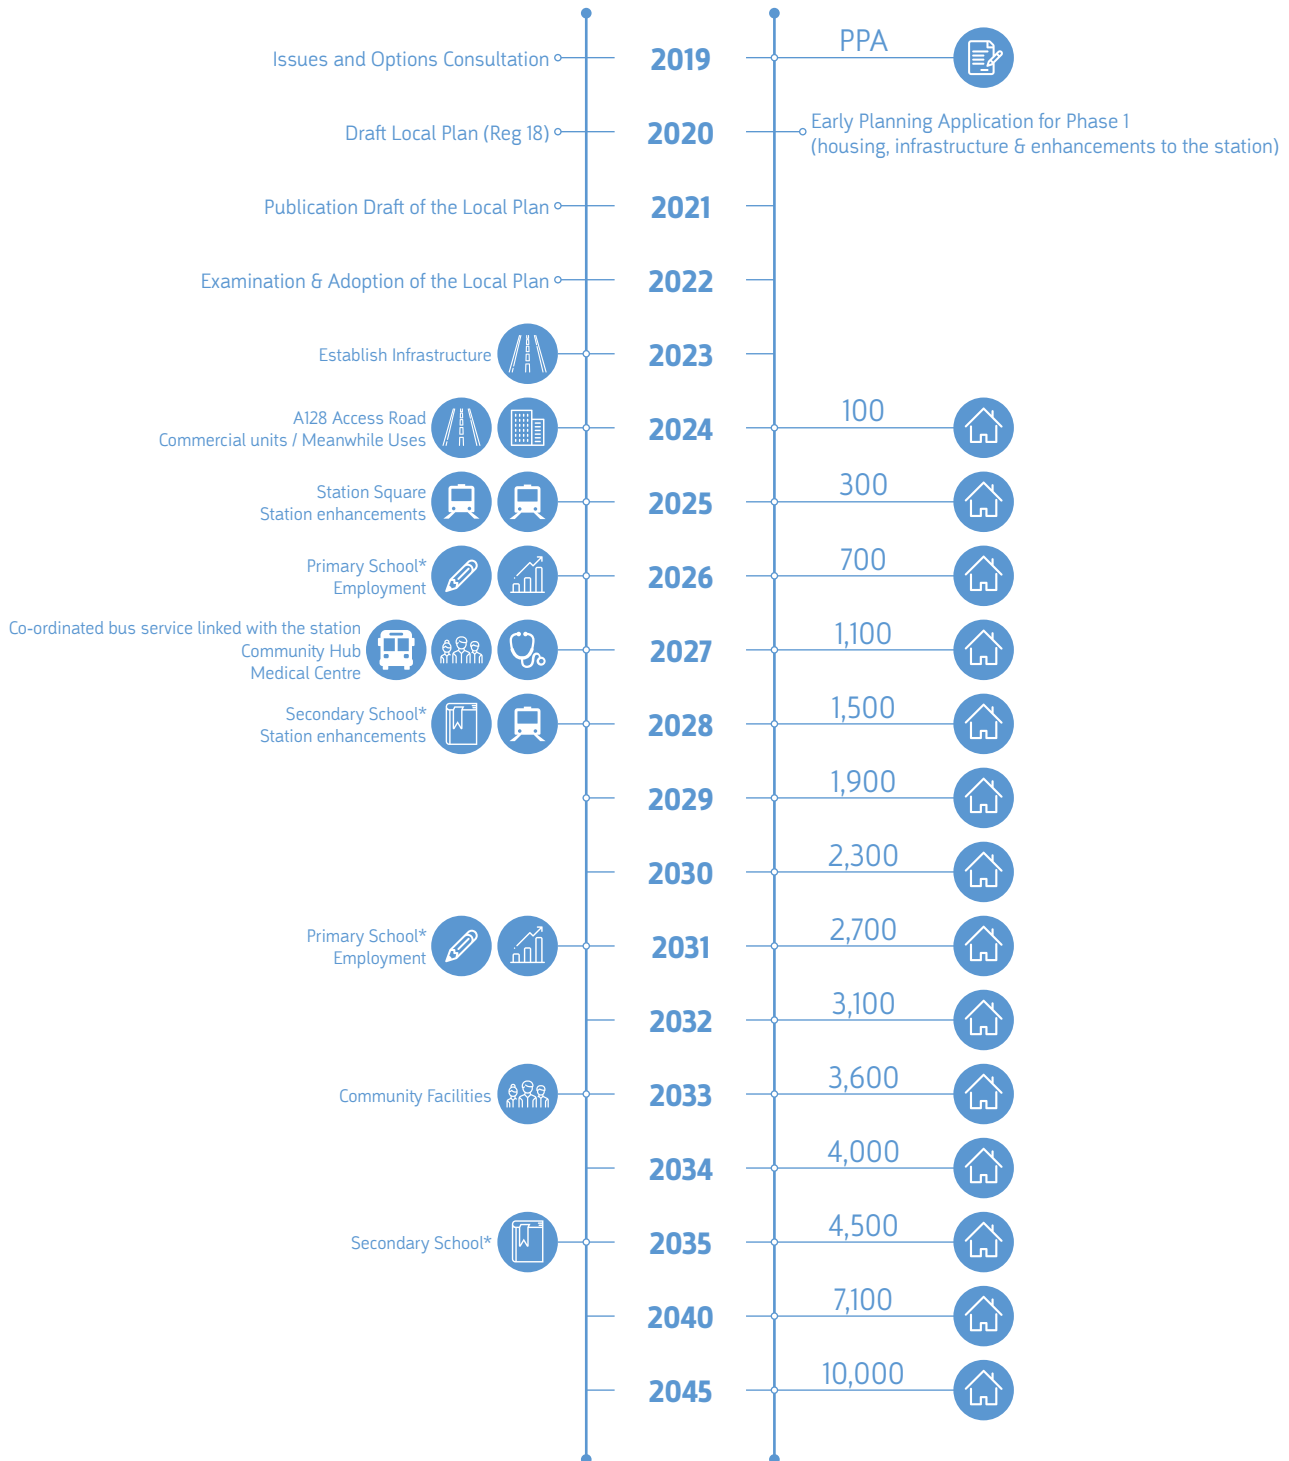 Issues and Options Consultation
2019
PPA
Draft Local Plan (Reg 18)
2020
Early Planning Application for Phase 1
(housing, infrastructure & enhancements to the station)
Publication Draft of the Local Plan
2021
Examination & Adoption of the Local Plan
2022
Establish Infrastructure
2023
A128 Access Road
Commercial units / Meanwhile Uses
2024
100
Station Square
Station enhancements
2025
300
Primary School*
Employment
2026
700
Co-ordinated bus service linked with the station
Community Hub
Medical Centre
2027
1,100
Secondary School*
Station enhancements
2028
1,500
2029
1,900
2030
2,300
Primary School*
Employment
2031
2,700
2032
3,100
Community Facilities
2033
3,600
2034
4,000
Secondary School*
2035
4,500
2040
7,100
2045
10,000